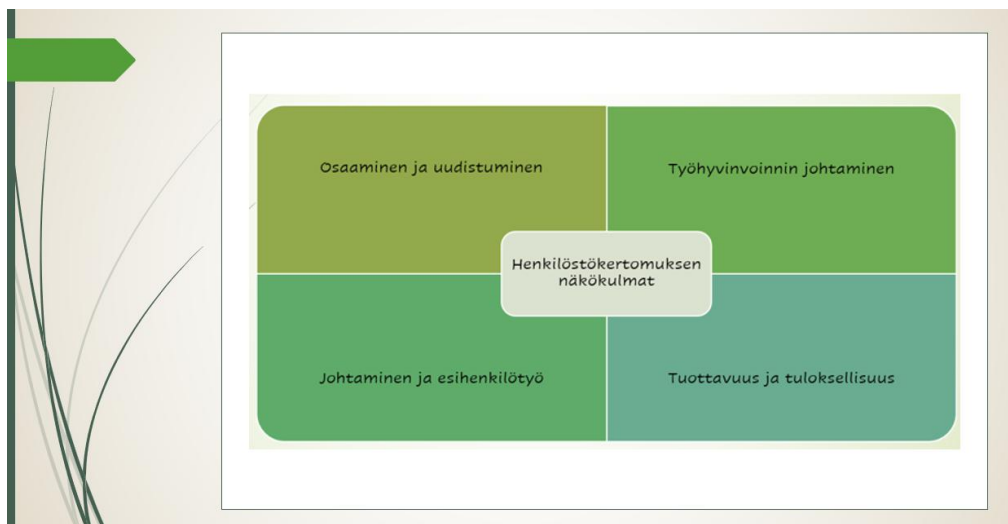 Osaaminen ja uudistuminen
Työhyvinvoinnin johtaminen
Henkilöstökertomuksen
näkökulmat
Johtaminen ja esihenkilötyö
Tuottavuus ja tuloksellisuus